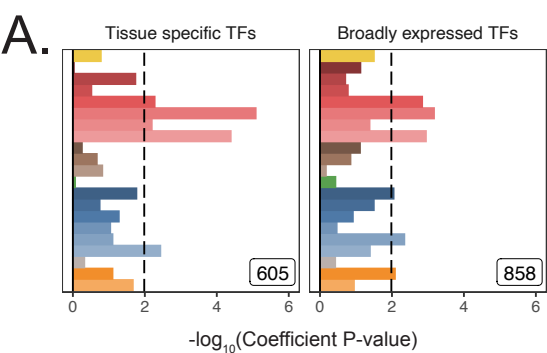 A.
Tissue specific TFs Broadly expressed TFs
605 858
0 2 4 6 0 2 4 6
-log10(Coefficient P-value)